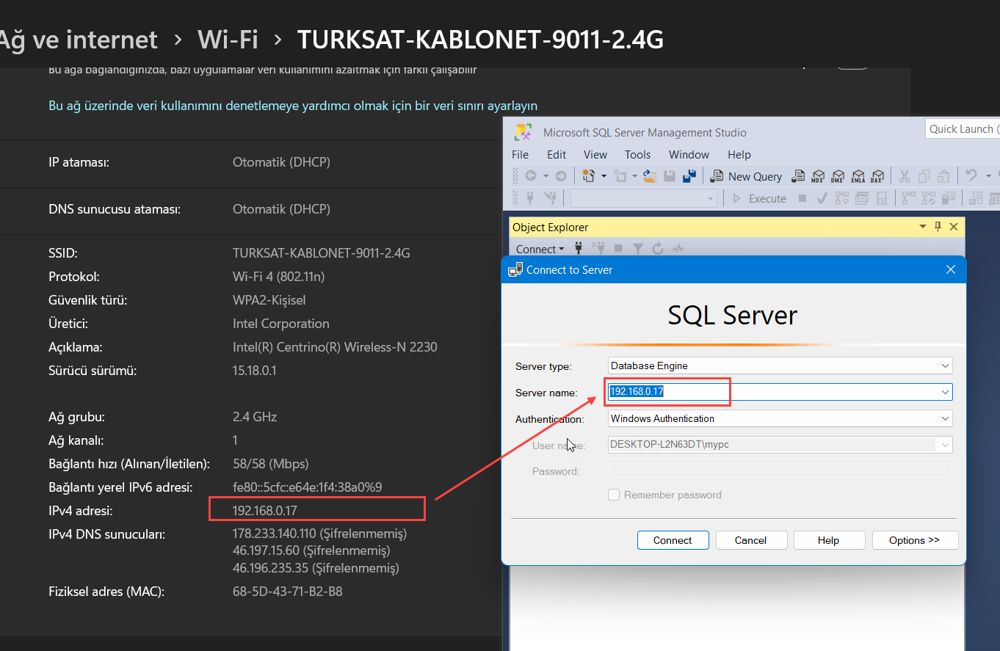 Ağ ve internet > Wi-Fi > TURKSAT-KABLONET-9011-2.4G
Bu ağa bağlandığınızda, bazı uygulamalar veri kullanımını azaltmak için farklı çalışabilir
Bu ağ üzerinde veri kullanımını denetlemeye yardımcı olmak için bir veri sınırı ayarlayın
IP ataması: Otomatik (DHCP)
DNS sunucusu ataması: Otomatik (DHCP)
SSID: TURKSAT-KABLONET-9011-2.4G
Protokol: Wi-Fi 4 (802.11n)
Güvenlik türü: WPA2-Kişisel
Üretici: Intel Corporation
Açıklama: Intel(R) Centrino(R) Wireless-N 2230
Sürücü sürümü: 15.18.0.1
Ağ grubu: 2.4 GHz
Ağ kanalı: 1
Bağlantı hızı (Alınan/İletilen): 58/58 (Mbps)
Bağlantı yerel IPv6 adresi: fe80::5cfc:e64e:1f4:38a0%9
IPv4 adresi: 192.168.0.17
IPv4 DNS sunucuları: 178.233.140.110 (Şifrelenmemiş)
46.197.15.60 (Şifrelenmemiş)
46.196.235.35 (Şifrelenmemiş)
Fiziksel adres (MAC): 68-5D-43-71-B2-B8
Microsoft SQL Server Management Studio
Quick Launch (
File Edit View Tools Window Help
New Query MDX DMX XMLA DAX
Execute
Object Explorer
Connect
Connect to Server
SQL Server
Server type: Database Engine
Server name: 192.168.0.17
Authentication: Windows Authentication
User name: DESKTOP-L2N63DT\mypc
Password:
Remember password
Connect Cancel Help Options >>